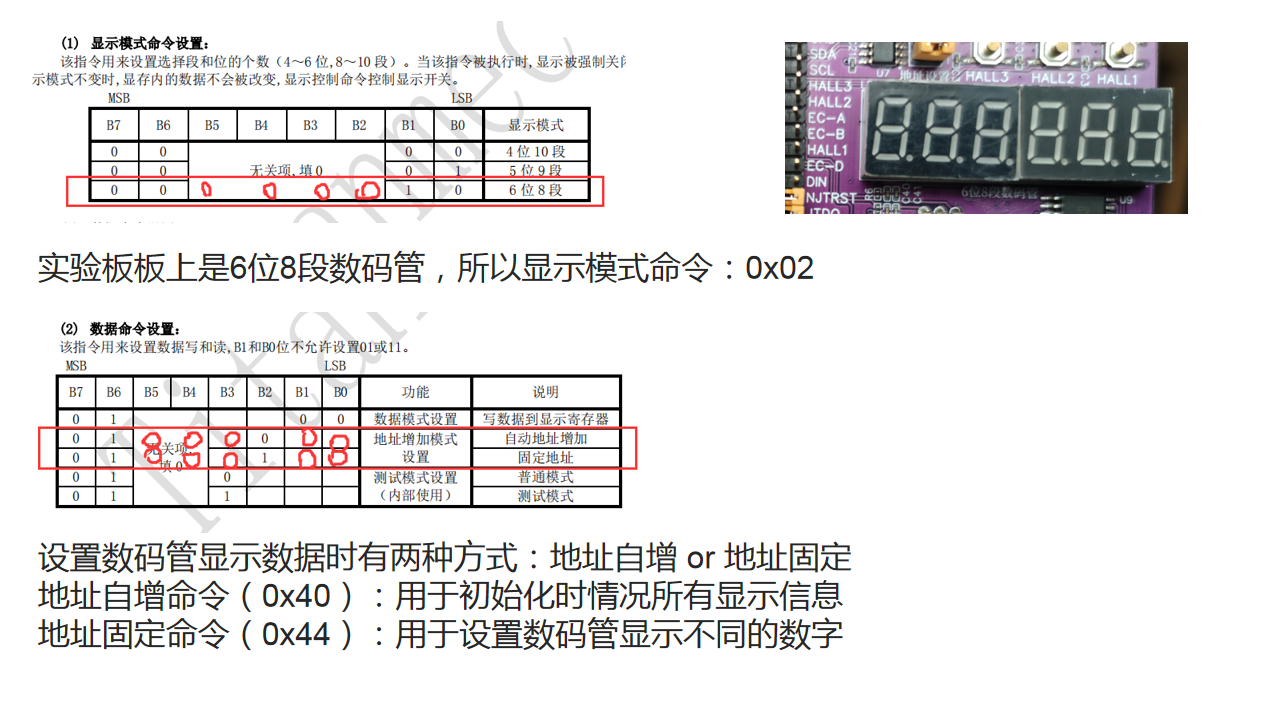 (1) 显示模式命令设置:
该指令用来设置选择段和位的个数(4～6位,8～10段)。当该指令被执行时,显示被强制关闭
示模式不变时,显存内的数据不会被改变,显示控制命令控制显示开关。
MSB LSB
B7 B6 B5 B4 B3 B2 B1 B0 显示模式
0 0 0 0 4位10段
0 0 无关项,填0 0 1 5位9段
0 0 0 0 0 0 1 0 6位8段
SDA
SCL
HALL3
HALL2
EC-A
EC-B
HALL1
EC-D
DIN
NJTRST
JTDO
U7
HALL3 HALL2 HALL1
6位8段数码管
R6
C40
C41
U9
实验板板上是6位8段数码管，所以显示模式命令：0x02
(2) 数据命令设置:
该指令用来设置数据写和读,B1和B0位不允许设置01或11。
MSB LSB
B7 B6 B5 B4 B3 B2 B1 B0 功能 说明
0 1 0 0 数据模式设置 写数据到显示寄存器
0 1 0 0 0 0 0 0 地址增加模式 自动地址增加
0 1 0 0 0 1 0 0 设置 固定地址
无关项,
填0
0 1 0 测试模式设置 普通模式
0 1 1 (内部使用) 测试模式
设置数码管显示数据时有两种方式：地址自增 or 地址固定
地址自增命令（0x40）：用于初始化时情况所有显示信息
地址固定命令（0x44）：用于设置数码管显示不同的数字
Titanmec